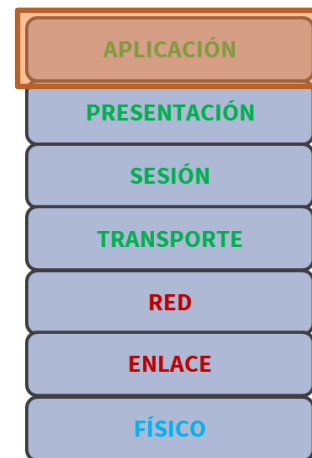 APLICACIÓN
PRESENTACIÓN
SESIÓN
TRANSPORTE
RED
ENLACE
FÍSICO